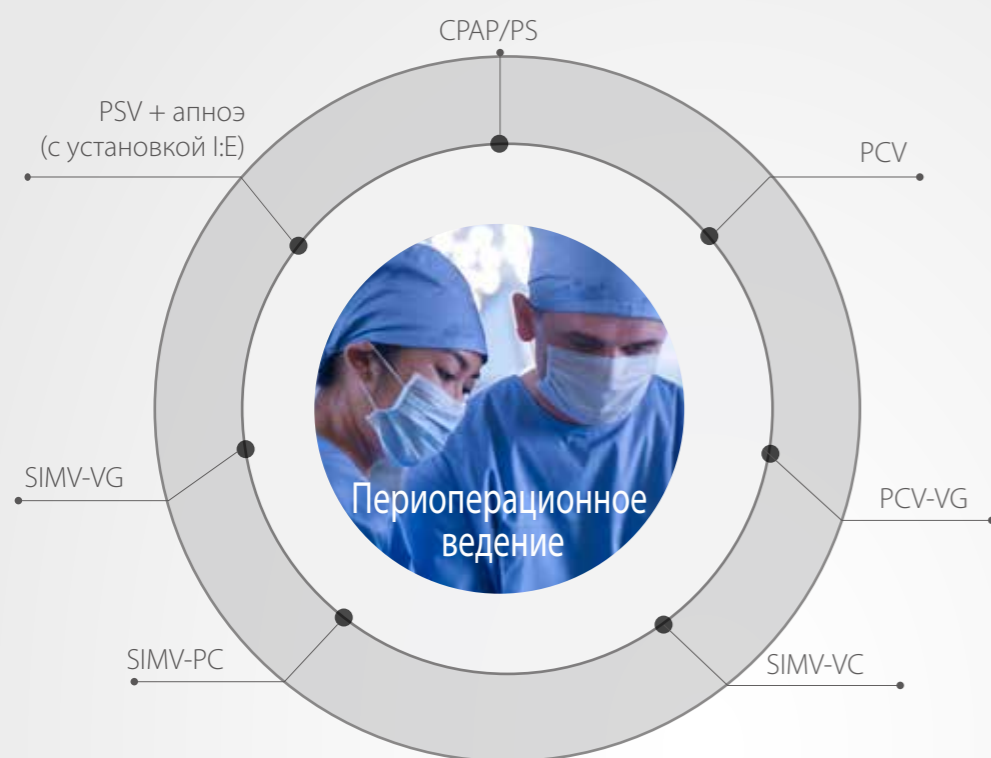 CPAP/PS
PSV + апноэ
(с установкой I:E)
PCV
SIMV-VG
PCV-VG
Периоперационное
ведение
SIMV-PC
SIMV-VC